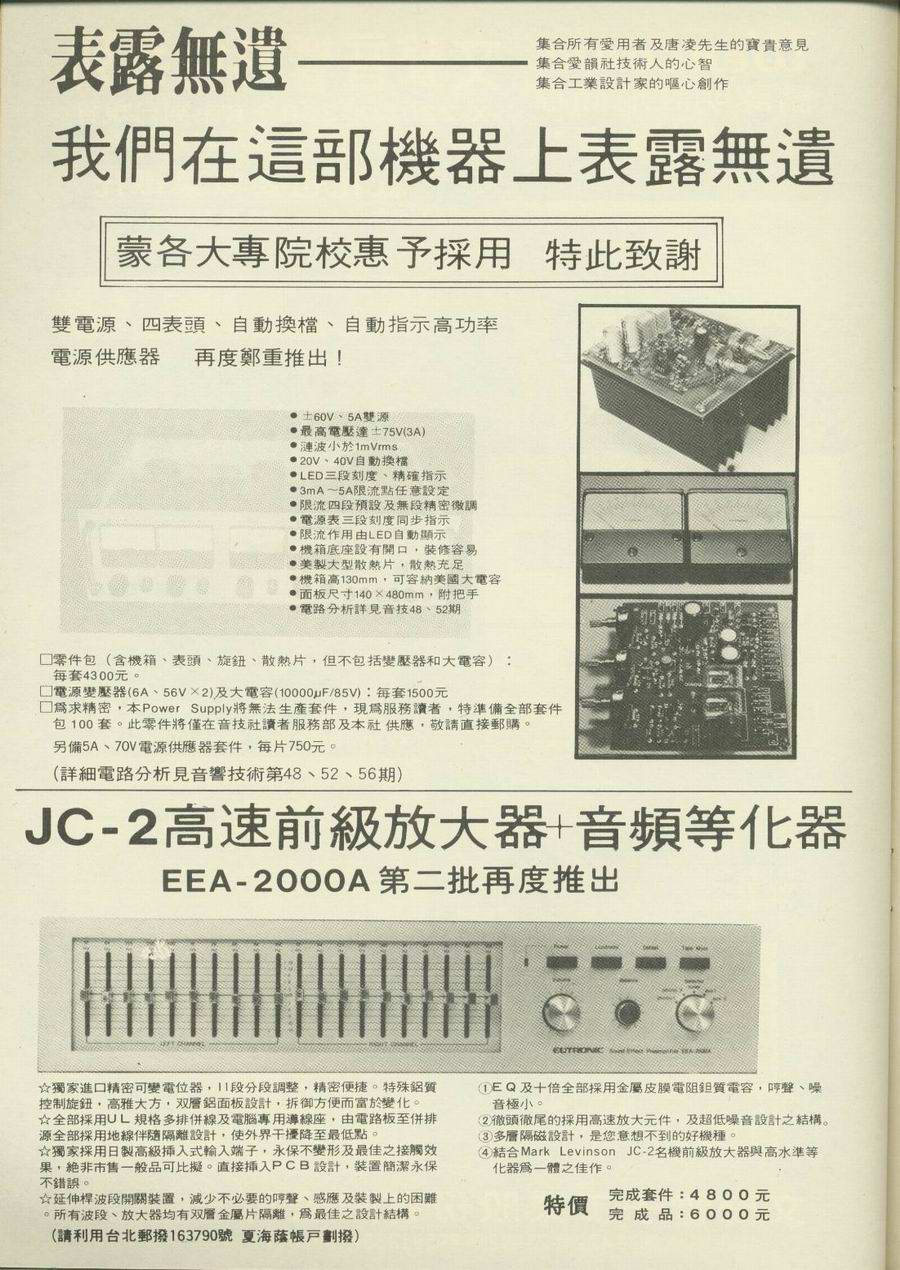 表露無遺
集合所有愛用者及唐凌先生的寶貴意見
集合愛韻社技術人的心智
集合工業設計家的嘔心創作
我們在這部機器上表露無遺
蒙各大專院校惠予採用 特此致謝
雙電源、四表頭、自動換檔、自動指示高功率
電源供應器 再度鄭重推出！
●±60V、5A雙源
●最高電壓達±75V(3A)
●漣波小於1mVrms
●20V、40V自動換檔
●LED三段刻度、精確指示
●3mA～5A限流點任意設定
●限流四段預設及無段精密微調
●電源表三段刻度同步指示
●限流作用由LED自動顯示
●機箱底座設有開口，裝修容易
●美製大型散熱片，散熱充足
●機箱高130mm，可容納美國大電容
●面板尺寸140×480mm，附把手
●電路分析詳見音技48、52期
□零件包（含機箱、表頭、旋鈕、散熱片，但不包括變壓器和大電容）：
每套4300元。
□電源變壓器(6A、56V×2)及大電容(10000μF/85V)：每套1500元
□爲求精密，本Power Supply將無法生產套件，現爲服務讀者，特準備全部套件
包100套。此零件將僅在音技社讀者服務部及本社供應，敬請直接郵購。
另備5A、70V電源供應器套件，每片750元。
(詳細電路分析見音響技術第48、52、56期)
JC-2高速前級放大器+音頻等化器
EEA-2000A第二批再度推出
Power Loudness Defeat Tape Mon
Volume Balance Selector
LEFT CHANNEL RIGHT CHANNEL
EUTRONIC Sound Effect Preamplifier EEA-2000A
☆獨家進口精密可變電位器，11段分段調整，精密便捷。特殊鋁質
控制旋鈕，高雅大方，双層鋁面板設計，拆御方便而富於變化。
☆全部採用UL規格多排併線及電腦專用導線座，由電路板至併排
源全部採用地線伴隨隔離設計，使外界干擾降至最低點。
☆獨家採用日製高級挿入式輸入端子，永保不變形及最佳之接觸效
果，絶非市售一般品可比擬。直接挿入PCB設計，裝置簡潔永保
不錯誤。
☆延伸桿波段開關裝置，減少不必要的哼聲、感應及裝製上的困難
。所有波段、放大器均有双層金屬片隔離，爲最佳之設計結構。
(請利用台北郵撥163790號 夏海蔭帳戸劃撥)
①EQ及十倍全部採用金屬皮膜電阻鉭質電容，哼聲、噪
音極小。
②徹頭徹尾的採用高速放大元件，及超低噪音設計之結構。
③多層隔磁設計，是您意想不到的好機種。
④結合Mark Levinson JC-2名機前級放大器與高水準等
化器爲一體之佳作。
特價
完成套件：4800元
完成品：6000元